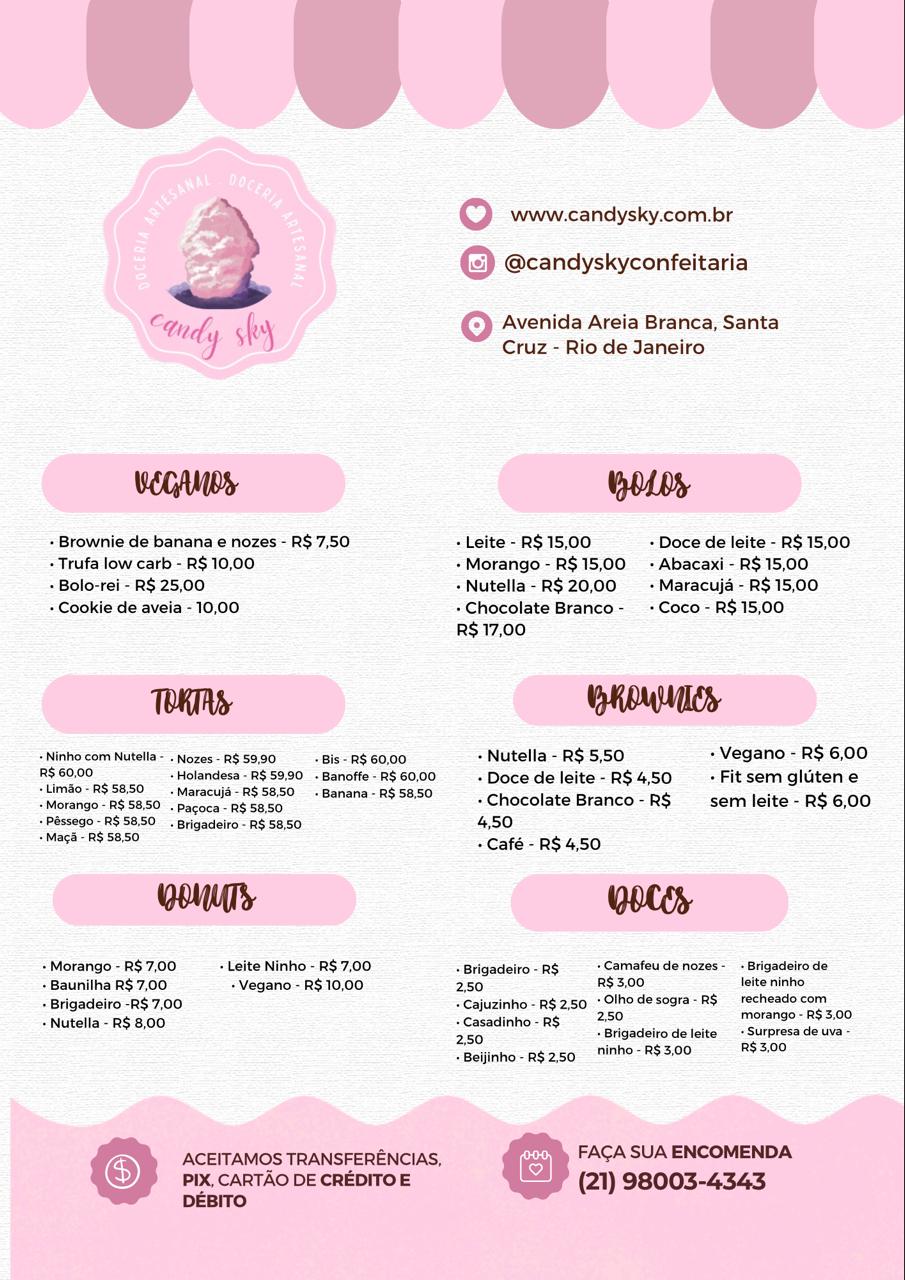 DOCERIA ARTESANAL . DOCERIA ARTESANAL
candy sky
www.candysky.com.br
@candyskyconfeitaria
Avenida Areia Branca, Santa
Cruz - Rio de Janeiro
VEGANOS
• Brownie de banana e nozes - R$ 7,50
• Trufa low carb - R$ 10,00
• Bolo-rei - R$ 25,00
• Cookie de aveia - 10,00
BOLOS
• Leite - R$ 15,00
• Morango - R$ 15,00
• Nutella - R$ 20,00
• Chocolate Branco -
R$ 17,00
• Doce de leite - R$ 15,00
• Abacaxi - R$ 15,00
• Maracujá - R$ 15,00
• Coco - R$ 15,00
TORTAS
• Ninho com Nutella -
R$ 60,00
• Limão - R$ 58,50
• Morango - R$ 58,50
• Pêssego - R$ 58,50
• Maçã - R$ 58,50
• Nozes - R$ 59,90
• Holandesa - R$ 59,90
• Maracujá - R$ 58,50
• Paçoca - R$ 58,50
• Brigadeiro - R$ 58,50
• Bis - R$ 60,00
• Banoffe - R$ 60,00
• Banana - R$ 58,50
BROWNIES
• Nutella - R$ 5,50
• Doce de leite - R$ 4,50
• Chocolate Branco - R$
4,50
• Café - R$ 4,50
• Vegano - R$ 6,00
• Fit sem glúten e
sem leite - R$ 6,00
DONUTS
• Morango - R$ 7,00
• Baunilha R$ 7,00
• Brigadeiro -R$ 7,00
• Nutella - R$ 8,00
• Leite Ninho - R$ 7,00
• Vegano - R$ 10,00
DOCES
• Brigadeiro - R$
2,50
• Cajuzinho - R$ 2,50
• Casadinho - R$
2,50
• Beijinho - R$ 2,50
• Camafeu de nozes -
R$ 3,00
• Olho de sogra - R$
2,50
• Brigadeiro de leite
ninho - R$ 3,00
• Brigadeiro de
leite ninho
recheado com
morango - R$ 3,00
• Surpresa de uva -
R$ 3,00
ACEITAMOS TRANSFERÊNCIAS,
PIX, CARTÃO DE CRÉDITO E
DÉBITO
FAÇA SUA ENCOMENDA
(21) 98003-4343